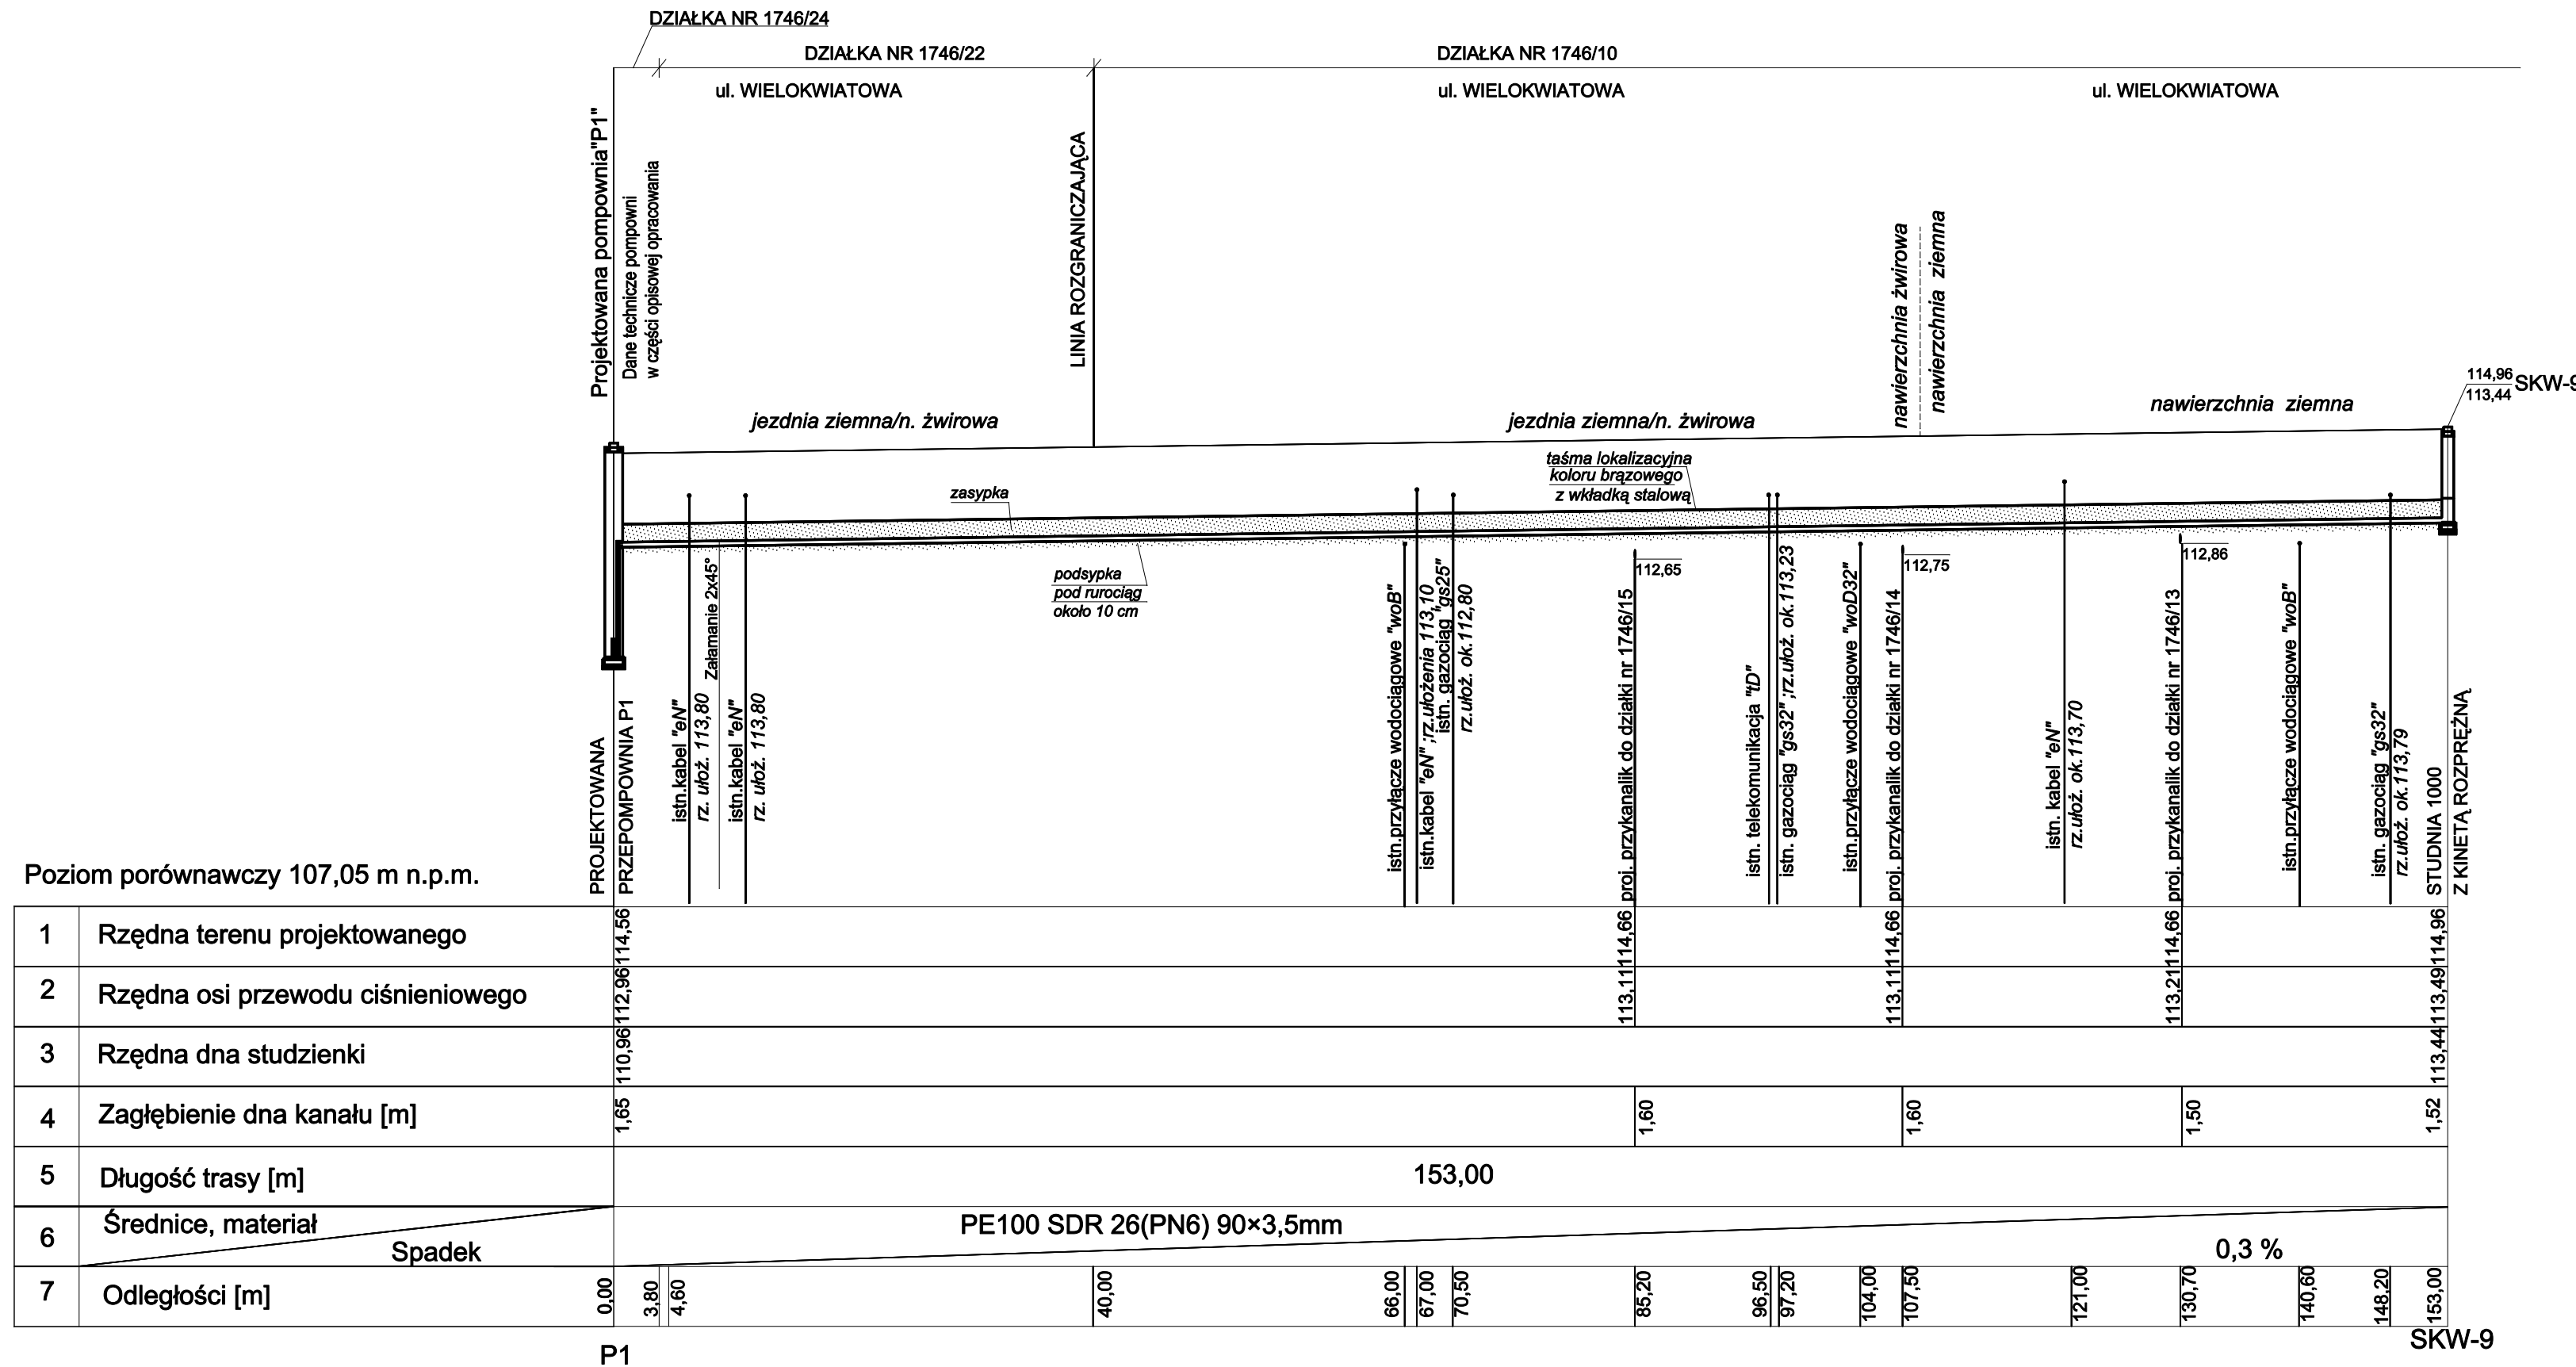 DZIAŁKA NR 1746/24
DZIAŁKA NR 1746/22
DZIAŁKA NR 1746/10
ul. WIELOKWIATOWA
ul. WIELOKWIATOWA
ul. WIELOKWIATOWA
Projektowana pompownia"P1"
Dane technicze pompowni
w części opisowej opracowania
LINIA ROZGRANICZAJĄCA
nawierzchnia żwirowa
nawierzchnia ziemna
114,96
113,44
SKW-9
jezdnia ziemna/n. żwirowa
jezdnia ziemna/n. żwirowa
nawierzchnia ziemna
taśma lokalizacyjna
koloru brązowego
z wkładką stalową
zasypka
podsypka
pod rurociąg
około 10 cm
112,65
112,75
112,86
PROJEKTOWANA
PRZEPOMPOWNIA P1
istn.kabel "eN"
rz. ułoż. 113,80
Załamanie 2x45°
istn.kabel "eN"
rz. ułoż. 113,80
istn.przyłącze wodociągowe "woB"
istn.kabel "eN" ;rz.ułożenia 113,10
istn. gazociąg "gs25"
rz.ułoż. ok.112,80
proj. przykanalik do działki nr 1746/15
istn. telekomunikacja "tD"
istn. gazociąg "gs32" ;rz.ułoż. ok.113,23
istn.przyłącze wodociągowe "woD32"
proj. przykanalik do działki nr 1746/14
istn. kabel "eN"
rz.ułoż. ok.113,70
proj. przykanalik do działki nr 1746/13
istn.przyłącze wodociągowe "woB"
istn. gazociąg "gs32"
rz.ułoż. ok.113,79
STUDNIA 1000
Z KINETĄ ROZPRĘŻNĄ
Poziom porównawczy 107,05 m n.p.m.
1 Rzędna terenu projektowanego 114,56 114,66 114,66 114,66 114,96
2 Rzędna osi przewodu ciśnieniowego 112,96 113,11 113,11 113,21 113,49
3 Rzędna dna studzienki 110,96 113,44
4 Zagłębienie dna kanału [m] 1,65 1,60 1,60 1,50 1,52
5 Długość trasy [m] 153,00
6 Średnice, materiał PE100 SDR 26(PN6) 90×3,5mm
Spadek 0,3 %
7 Odległości [m] 0,00 3,80 4,60 40,00 66,00 67,00 70,50 85,20 96,50 97,20 104,00 107,50 121,00 130,70 140,60 148,20 153,00
P1
SKW-9